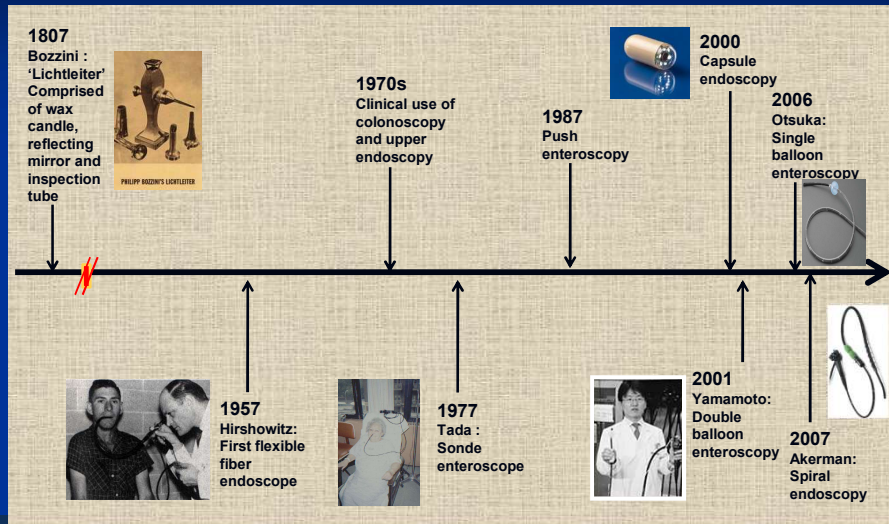 1807
Bozzini :
‘Lichtleiter’
Comprised
of wax
candle,
reflecting
mirror and
inspection
tube
PHILIPP BOZZINI'S LICHTLEITER
1970s
Clinical use of
colonoscopy
and upper
endoscopy
1987
Push
enteroscopy
2000
Capsule
endoscopy
2006
Otsuka:
Single
balloon
enteroscopy
1957
Hirshowitz:
First flexible
fiber
endoscope
1977
Tada :
Sonde
enteroscope
2001
Yamamoto:
Double
balloon
enteroscopy
2007
Akerman:
Spiral
endoscopy